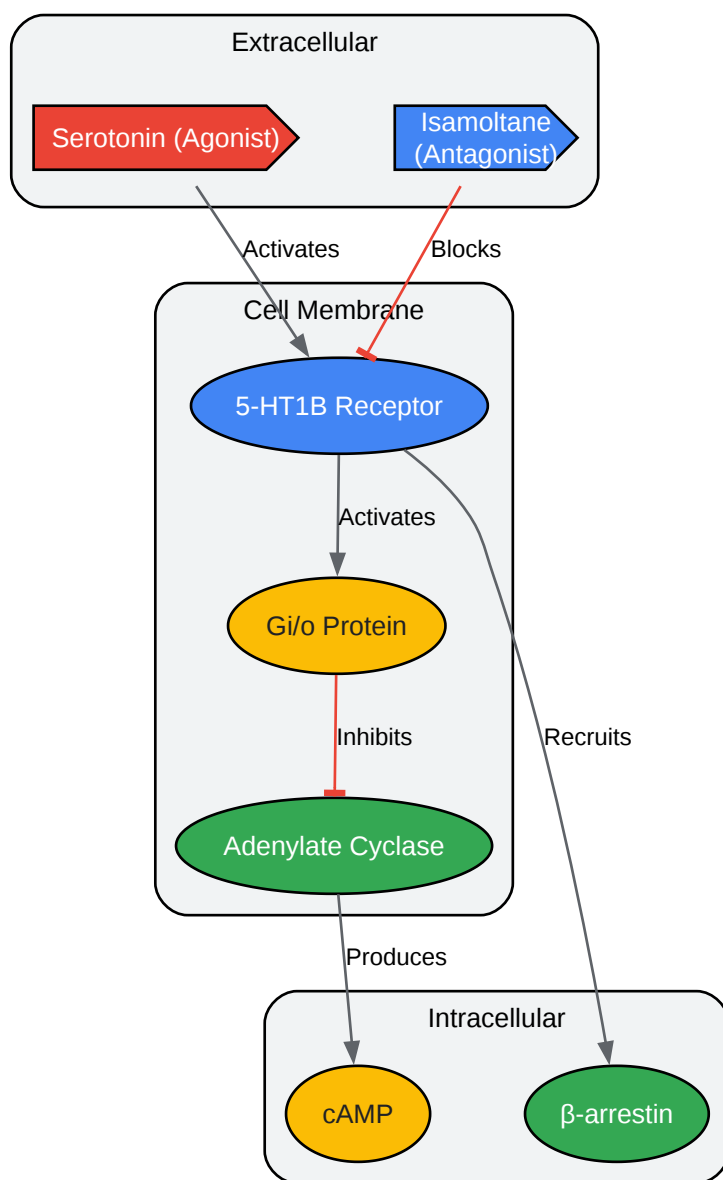 Extracellular
Serotonin (Agonist)
Isamoltane
(Antagonist)
Activates
Blocks
Cell Membrane
5-HT1B Receptor
Activates
Gi/o Protein
Inhibits
Recruits
Adenylate Cyclase
Produces
Intracellular
cAMP
β-arrestin